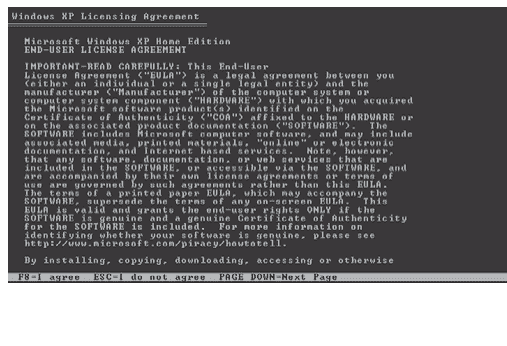 Windows XP Licensing Agreement
Microsoft Windows XP Home Edition
END-USER LICENSE AGREEMENT
IMPORTANT-READ CAREFULLY: This End-User
License Agreement ("EULA") is a legal agreement between you
(either an individual or a single legal entity) and the
manufacturer ("Manufacturer") of the computer system or
computer system component ("HARDWARE") with which you acquired
the Microsoft software product(s) identified on the
Certificate of Authenticity ("COA") affixed to the HARDWARE or
on the associated product documentation ("SOFTWARE").  The
SOFTWARE includes Microsoft computer software, and may include
associated media, printed materials, "online" or electronic
documentation, and Internet based services.  Note, however,
that any software, documentation, or web services that are
included in the SOFTWARE, or accessible via the SOFTWARE, and
are accompanied by their own license agreements or terms of
use are governed by such agreements rather than this EULA.
The terms of a printed paper EULA, which may accompany the
SOFTWARE, supersede the terms of any on-screen EULA.  This
EULA is valid and grants the end-user rights ONLY if the
SOFTWARE is genuine and a genuine Certificate of Authenticity
for the SOFTWARE is included.  For more information on
identifying whether your software is genuine, please see
http://www.microsoft.com/piracy/howtotell.
By installing, copying, downloading, accessing or otherwise
F8=I agree  ESC=I do not agree  PAGE DOWN=Next Page